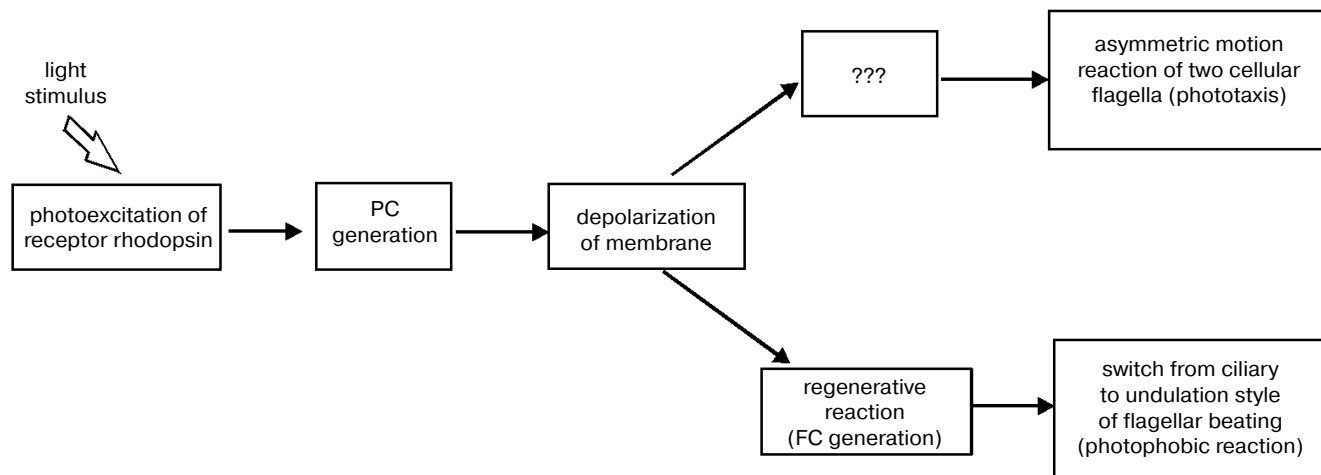 light
stimulus
photoexcitation of
receptor rhodopsin
PC
generation
depolarization
of membrane
???
asymmetric motion
reaction of two cellular
flagella (phototaxis)
regenerative
reaction
(FC generation)
switch from ciliary
to undulation style
of flagellar beating
(photophobic reaction)